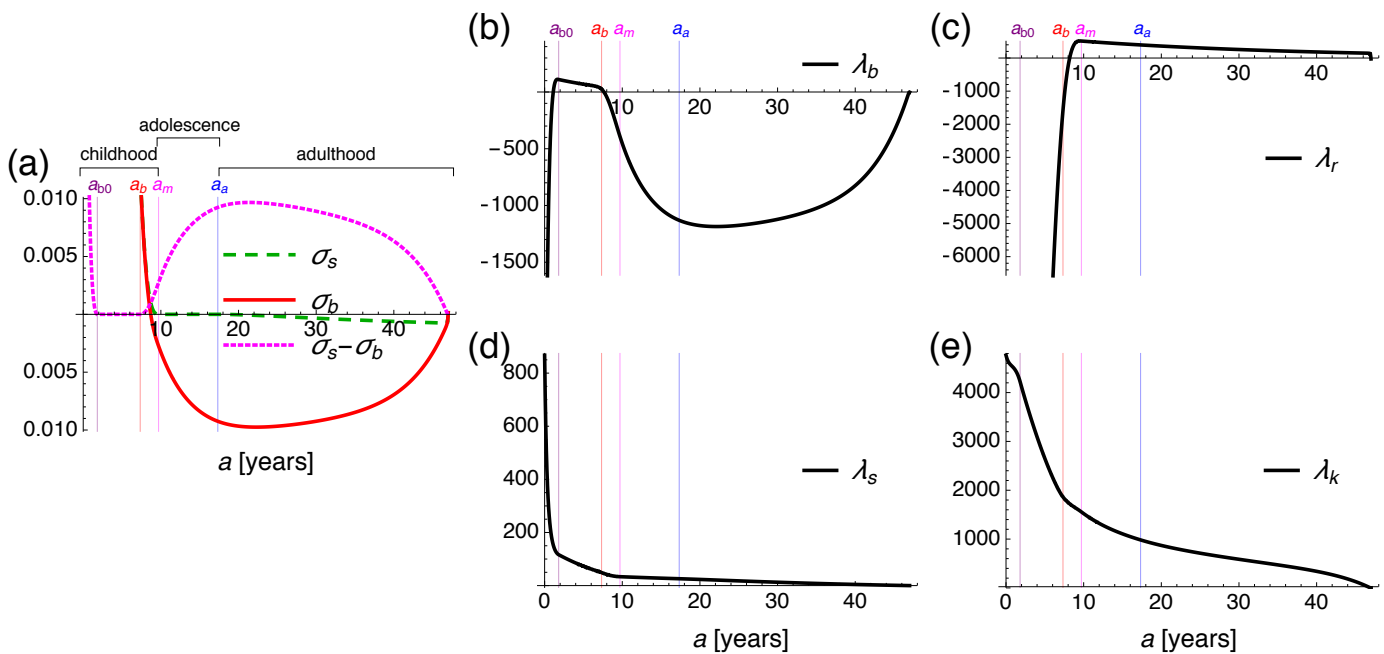 (a)
adolescence
childhood
adulthood
a_b0 a_b a_m a_a
0.010
0.005
σ_s
σ_b
σ_s−σ_b
10 20 30 40
0.005
0.010
a [years]
(b)
a_b0 a_b a_m a_a
λ_b
10 20 30 40
-500
-1000
-1500
(c)
a_b0 a_b a_m a_a
10 20 30 40
-1000
-2000
-3000
-4000
-5000
-6000
λ_r
(d)
800
600
400
200
λ_s
0 10 20 30 40
a [years]
(e)
4000
3000
2000
1000
λ_k
0 10 20 30 40
a [years]